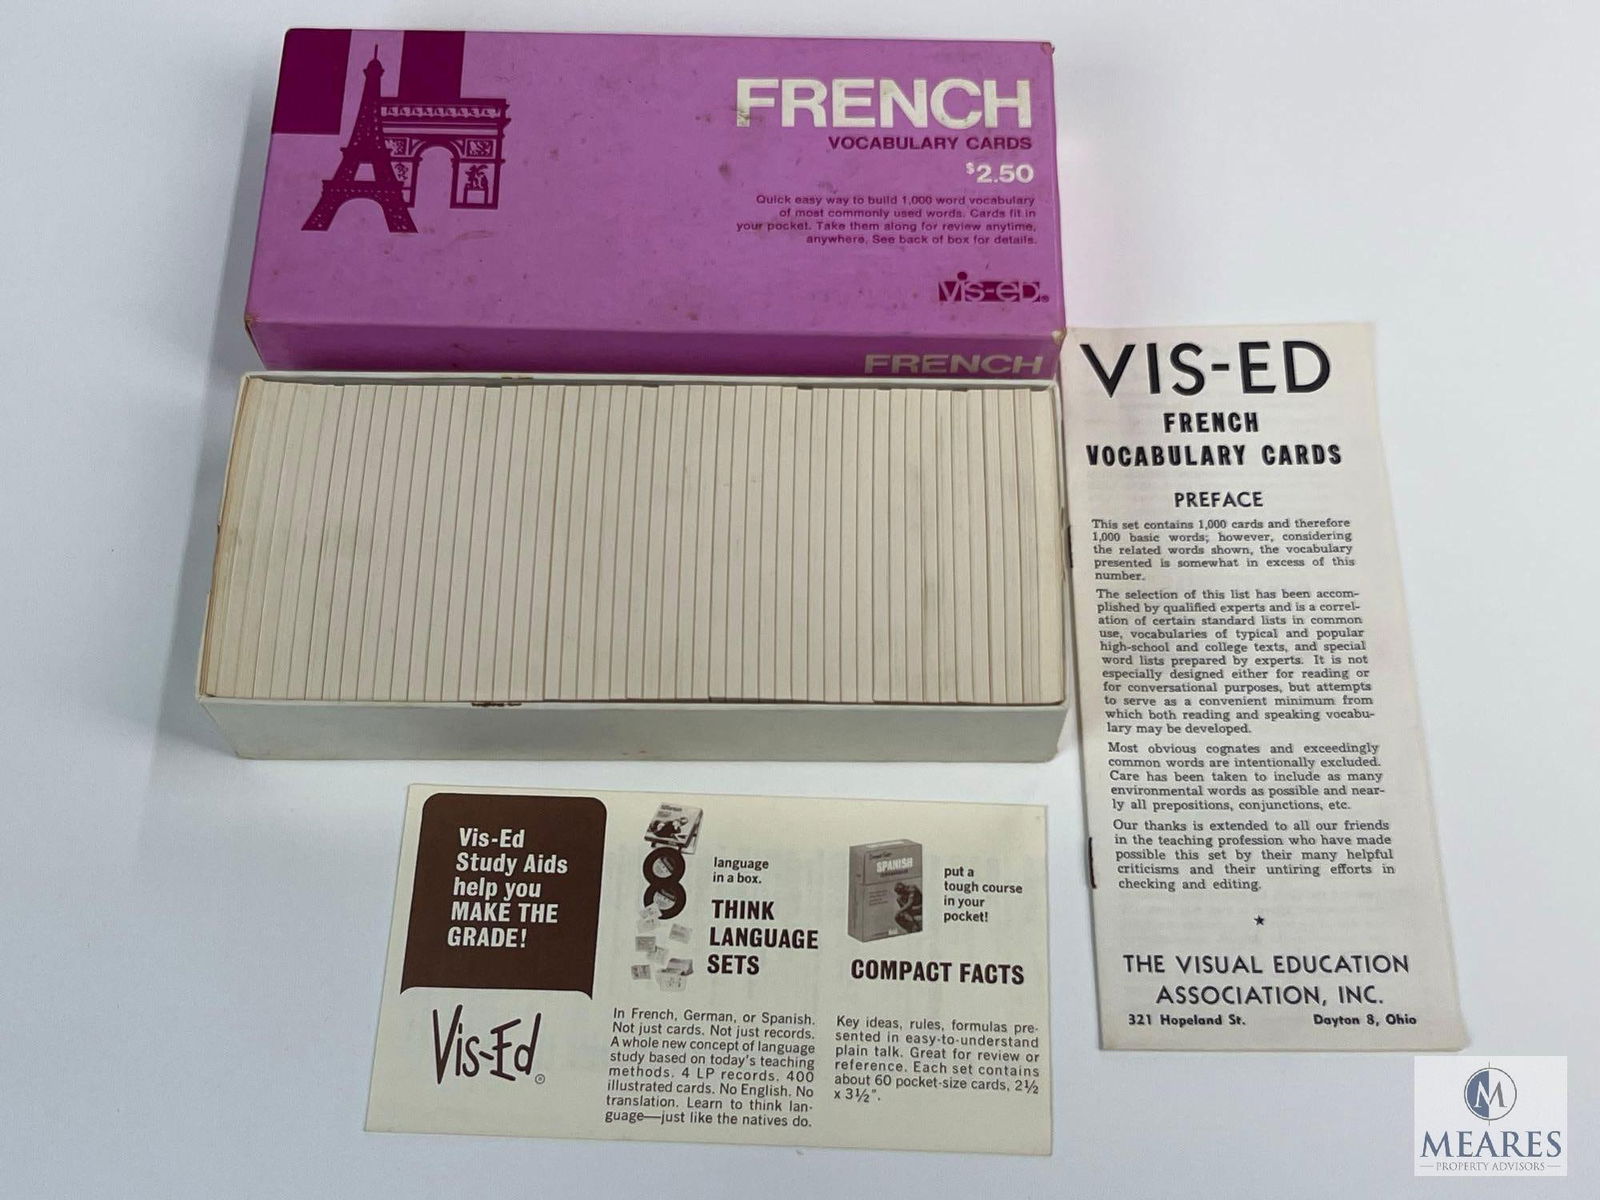 FRENCH
VOCABULARY CARDS
$2.50
Quick easy way to build 1,000 word vocabulary
of most commonly used words. Cards fit in
your pocket. Take them along for review anytime,
anywhere. See back of box for details.
vis-ed®
FRENCH
VIS-ED
FRENCH
VOCABULARY CARDS
PREFACE
This set contains 1,000 cards and therefore
1,000 basic words; however, considering
the related words shown, the vocabulary
presented is somewhat in excess of this
number.
The selection of this list has been accom-
plished by qualified experts and is a correl-
ation of certain standard lists in common
use, vocabularies of typical and popular
high-school and college texts, and special
word lists prepared by experts. It is not
especially designed either for reading or
for conversational purposes, but attempts
to serve as a convenient minimum from
which both reading and speaking vocabu-
lary may be developed.
Most obvious cognates and exceedingly
common words are intentionally excluded.
Care has been taken to include as many
environmental words as possible and near-
ly all prepositions, conjunctions, etc.
Our thanks is extended to all our friends
in the teaching profession who have made
possible this set by their many helpful
criticisms and their untiring efforts in
checking and editing.
THE VISUAL EDUCATION
ASSOCIATION, INC.
321 Hopeland St. Dayton 8, Ohio
Vis-Ed
Study Aids
help you
MAKE THE
GRADE!
Vis-Ed®
language
in a box.
THINK
LANGUAGE
SETS
In French, German, or Spanish.
Not just cards. Not just records.
A whole new concept of language
study based on today's teaching
methods. 4 LP records. 400
illustrated cards. No English. No
translation. Learn to think lan-
guage—just like the natives do.
SPANISH
put a
tough course
in your
pocket!
COMPACT FACTS
Key ideas, rules, formulas pre-
sented in easy-to-understand
plain talk. Great for review or
reference. Each set contains
about 60 pocket-size cards, 2½
x 3½".
M
MEARES
PROPERTY ADVISORS